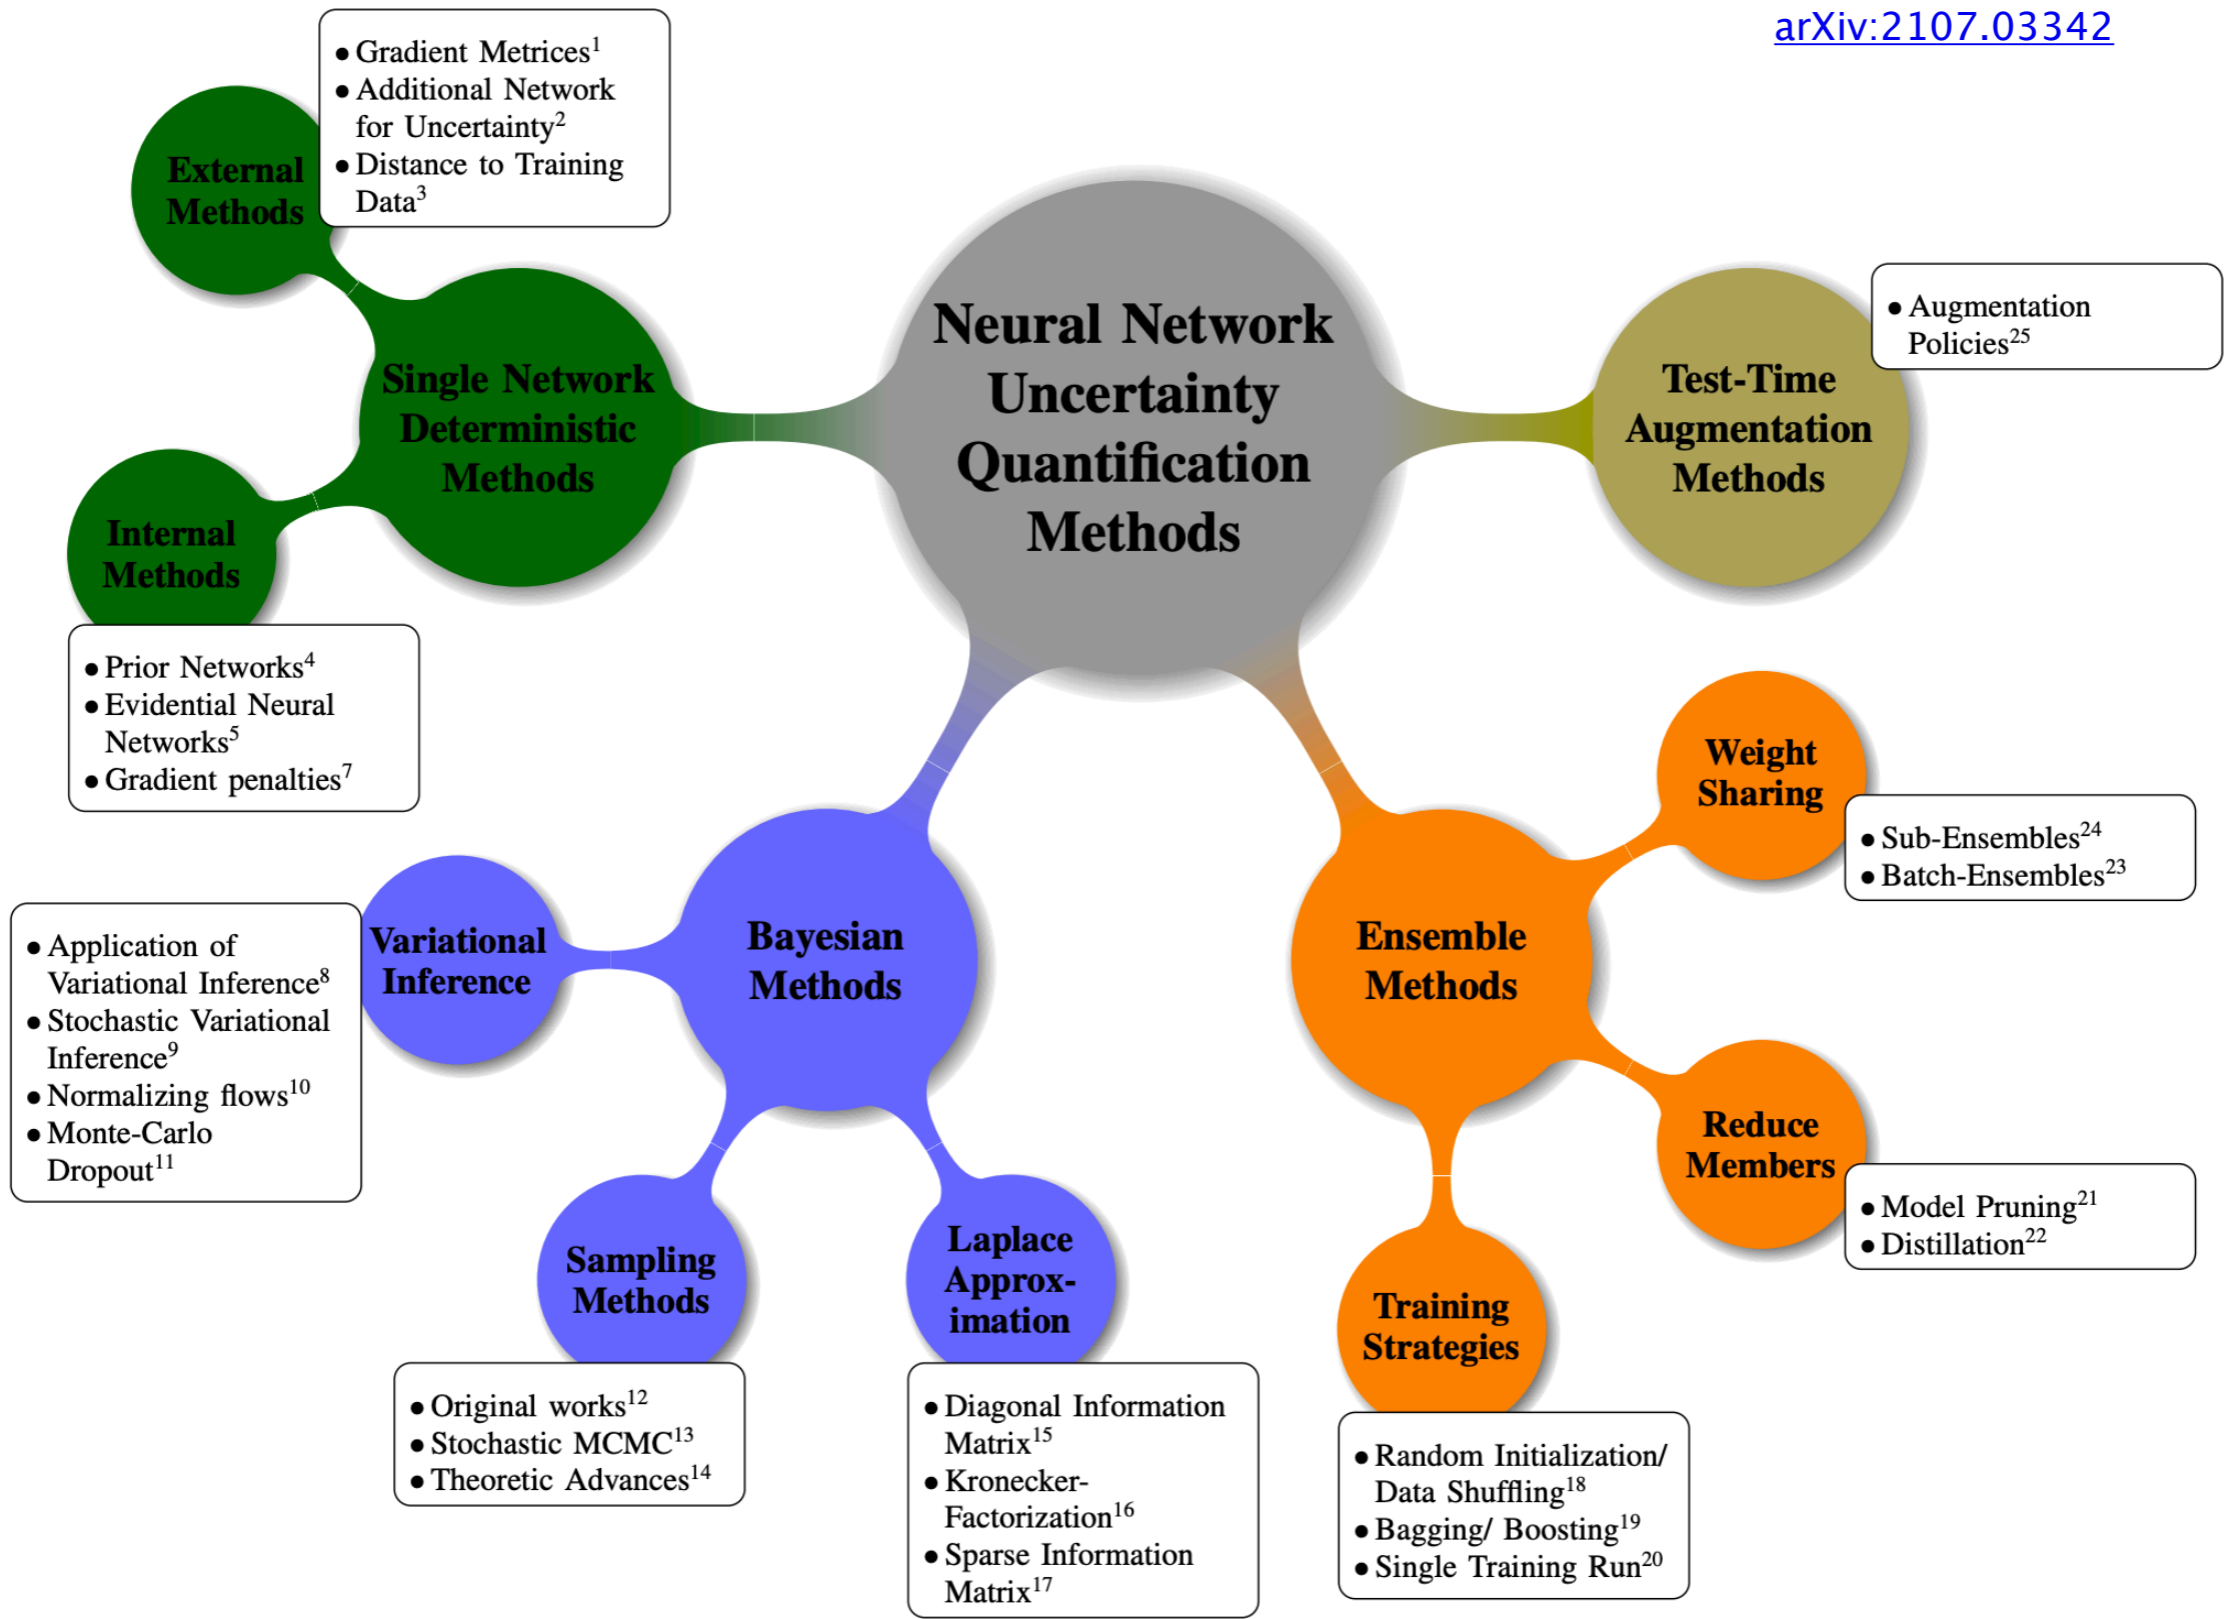 arXiv:2107.03342
• Gradient Metrices¹
• Additional Network
for Uncertainty²
• Distance to Training
Data³
External
Methods
Single Network
Deterministic
Methods
Internal
Methods
• Prior Networks⁴
• Evidential Neural
Networks⁵
• Gradient penalties⁷
Neural Network
Uncertainty
Quantification
Methods
Test-Time
Augmentation
Methods
• Augmentation
Policies²⁵
Bayesian
Methods
Variational
Inference
• Application of
Variational Inference⁸
• Stochastic Variational
Inference⁹
• Normalizing flows¹⁰
• Monte-Carlo
Dropout¹¹
Sampling
Methods
• Original works¹²
• Stochastic MCMC¹³
• Theoretic Advances¹⁴
Laplace
Approx-
imation
• Diagonal Information
Matrix¹⁵
• Kronecker-
Factorization¹⁶
• Sparse Information
Matrix¹⁷
Ensemble
Methods
Weight
Sharing
• Sub-Ensembles²⁴
• Batch-Ensembles²³
Reduce
Members
• Model Pruning²¹
• Distillation²²
Training
Strategies
• Random Initialization/
Data Shuffling¹⁸
• Bagging/ Boosting¹⁹
• Single Training Run²⁰